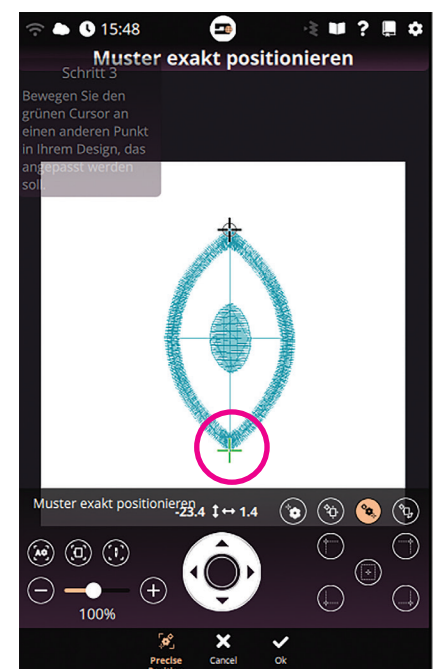 15:48
?
Muster exakt positionieren
Schritt 3
Bewegen Sie den
grünen Cursor an
einen anderen Punkt
in Ihrem Design, das
angepasst werden
soll.
Muster exakt positionieren
-23.4 ↕↔ 1.4
100%
Precise
Cancel
Ok